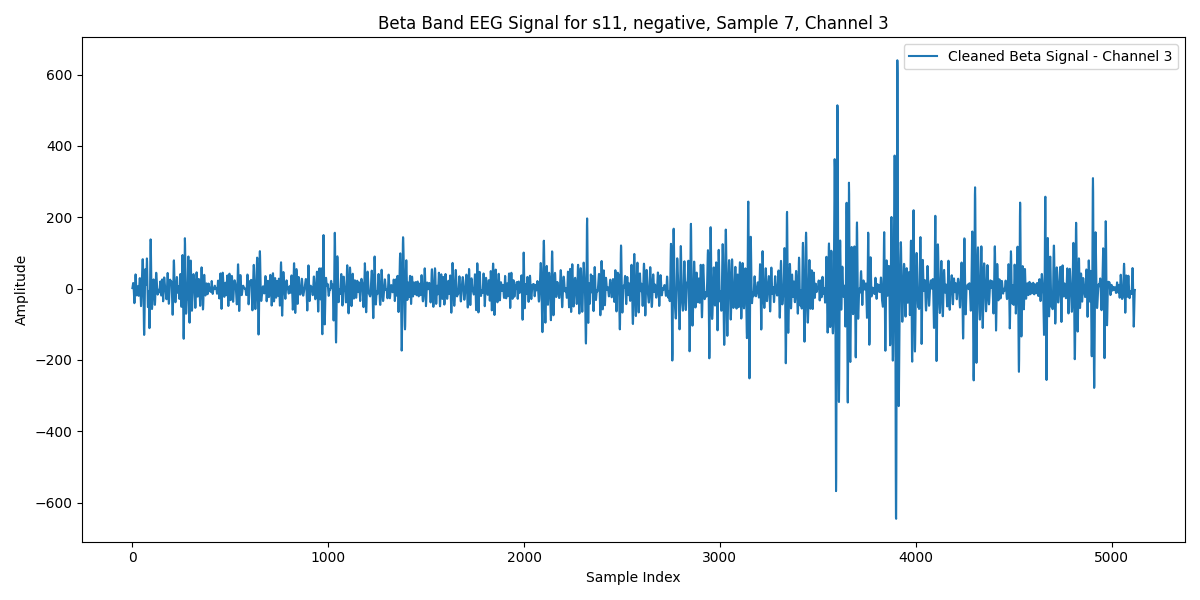 Beta Band EEG Signal for s11, negative, Sample 7, Channel 3
Cleaned Beta Signal - Channel 3
Amplitude
600
400
200
0
−200
−400
−600
0 1000 2000 3000 4000 5000
Sample Index